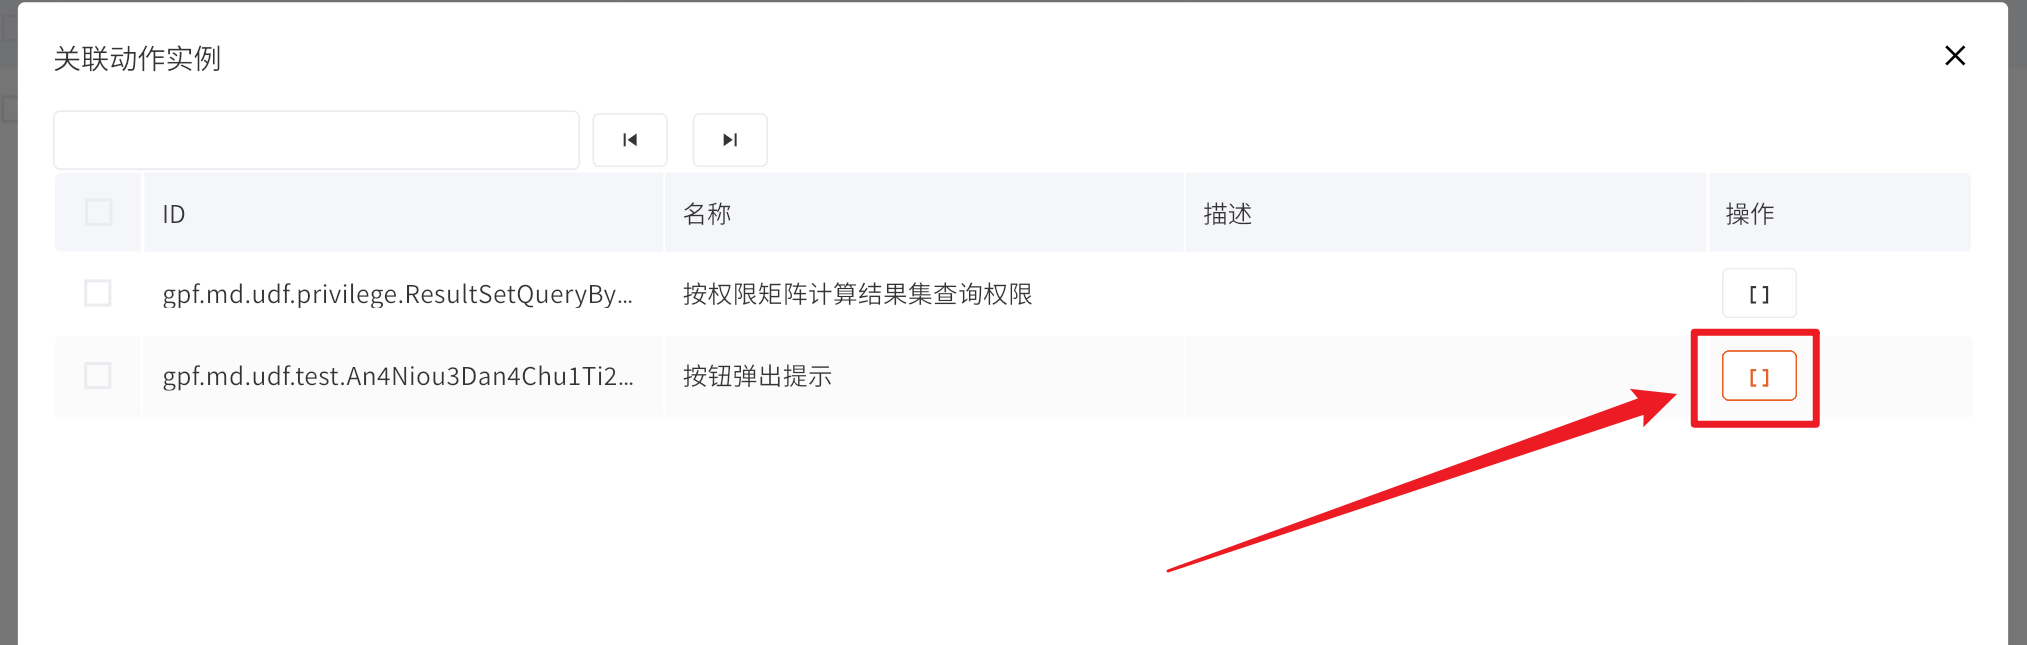 关联动作实例
ID 名称 描述 操作
gpf.md.udf.privilege.ResultSetQueryBy... 按权限矩阵计算结果集查询权限 []
gpf.md.udf.test.An4Niou3Dan4Chu1Ti2... 按钮弹出提示 []